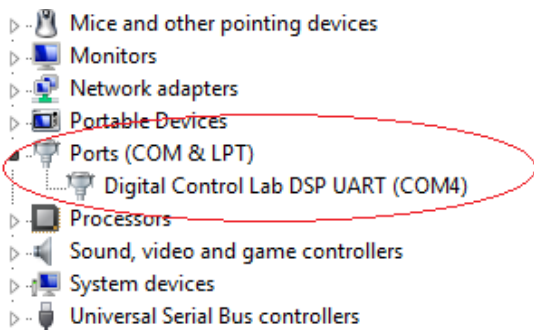 Mice and other pointing devices
Monitors
Network adapters
Portable Devices
Ports (COM & LPT)
Digital Control Lab DSP UART (COM4)
Processors
Sound, video and game controllers
System devices
Universal Serial Bus controllers